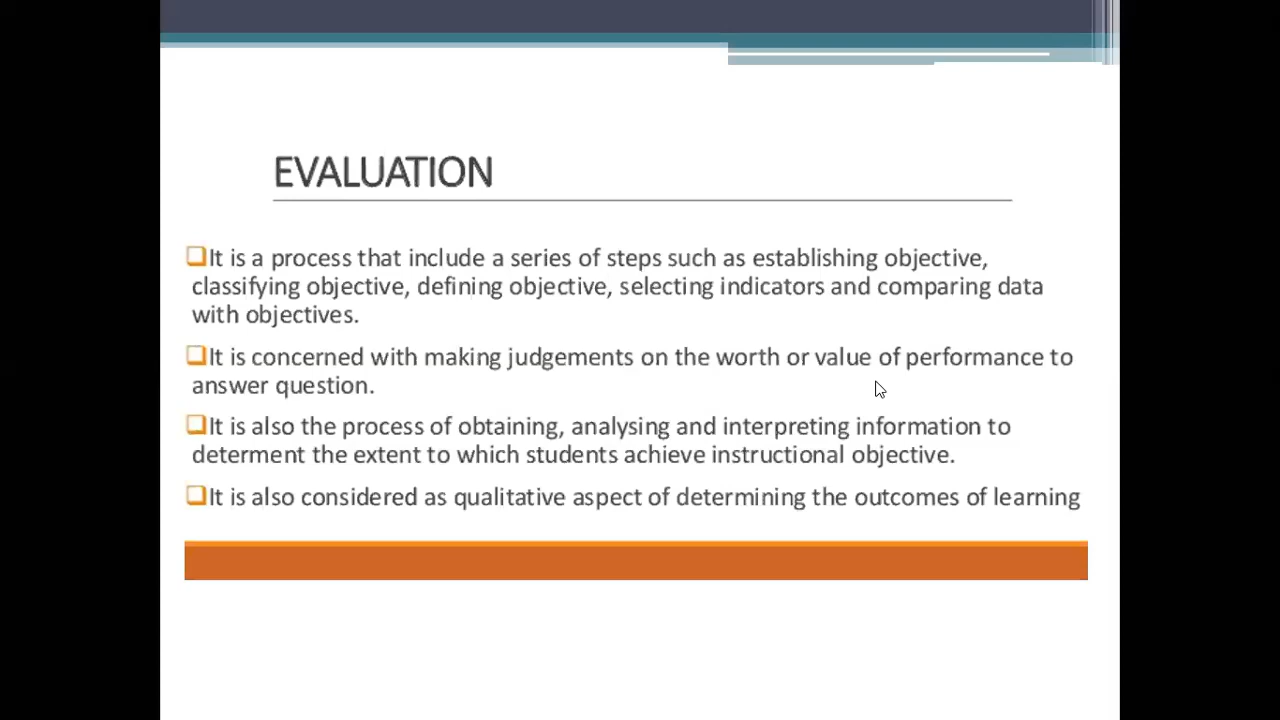 EVALUATION
It is a process that include a series of steps such as establishing objective,
classifying objective, defining objective, selecting indicators and comparing data
with objectives.
It is concerned with making judgements on the worth or value of performance to
answer question.
It is also the process of obtaining, analysing and interpreting information to
determent the extent to which students achieve instructional objective.
It is also considered as qualitative aspect of determining the outcomes of learning